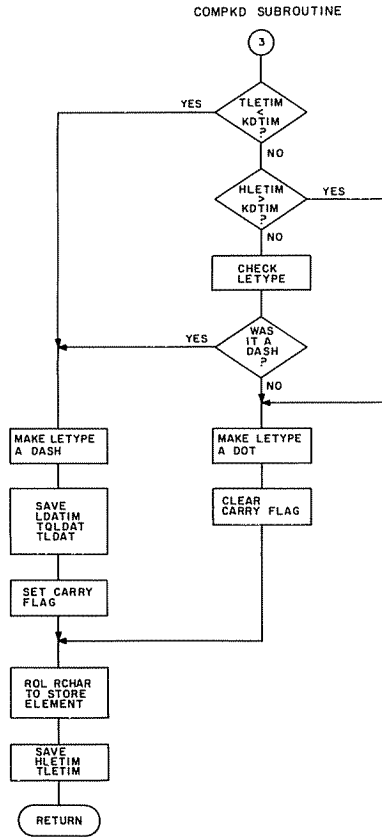 COMPKD SUBROUTINE
3
YES
TLETIM
<
KDTIM
?
NO
HLETIM
>
KDTIM
?
YES
NO
CHECK
LETYPE
YES
WAS
IT A
DASH
?
NO
MAKE LETYPE
A DASH
MAKE LETYPE
A DOT
SAVE
LDATIM
TQLDAT
TLDAT
CLEAR
CARRY FLAG
SET CARRY
FLAG
ROL RCHAR
TO STORE
ELEMENT
SAVE
HLETIM
TLETIM
RETURN